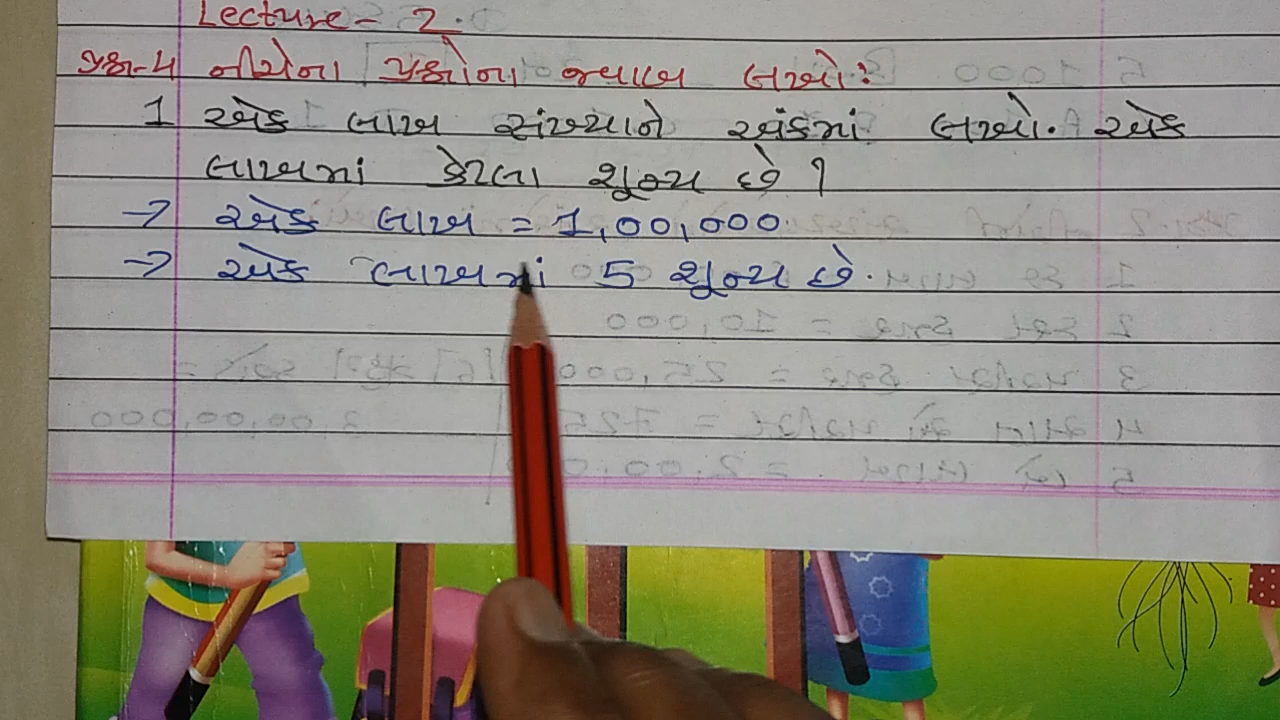 Lecture - 2.
પ્રશ્ન-4 નીચેના પ્રશ્નોના જવાબ લખો:
1 એક લાખ સંખ્યાને અંકમાં લખો. એક
લાખમાં કેટલા શૂન્ય છે ?
→ એક લાખ = 1,00,000.
→ એક લાખમાં 5 શૂન્ય છે.